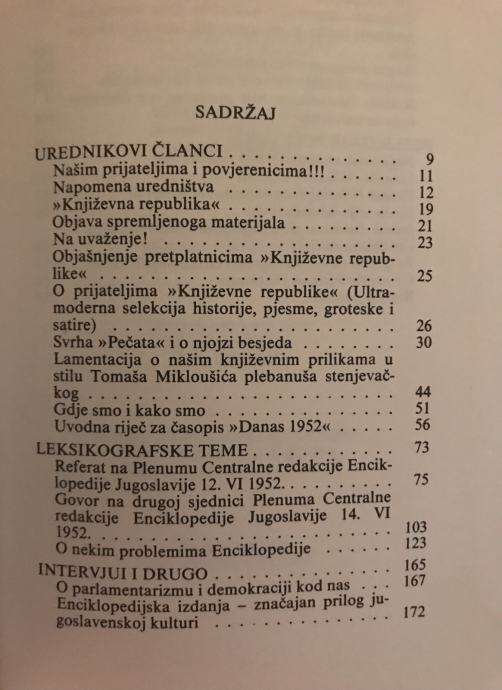 SADRŽAJ
UREDNIKOVI ČLANCI . . . . . . . . . . . . . . 9
Našim prijateljima i povjerenicima!!! . . . . . . 11
Napomena uredništva . . . . . . . . . . . . . 12
»Književna republika« . . . . . . . . . . . . . 19
Objava spremljenoga materijala . . . . . . . . 21
Na uvaženje! . . . . . . . . . . . . . . . . . . 23
Objašnjenje pretplatnicima »Književne repub-
like« . . . . . . . . . . . . . . . . . . . . . . 25
O prijateljima »Književne republike« (Ultra-
moderna selekcija historije, pjesme, groteske i
satire) . . . . . . . . . . . . . . . . . . . . . 26
Svrha »Pečata« i o njojzi besjeda . . . . . . . . 30
Lamentacija o našim književnim prilikama u
stilu Tomaša Mikloušića plebanuša stenjevač-
kog . . . . . . . . . . . . . . . . . . . . . . . 44
Gdje smo i kako smo . . . . . . . . . . . . . . 51
Uvodna riječ za časopis »Danas 1952« . . . . . . 56
LEKSIKOGRAFSKE TEME . . . . . . . . . . . . 73
Referat na Plenumu Centralne redakcije Encik-
lopedije Jugoslavije 12. VI 1952. . . . . . . . . 75
Govor na drugoj sjednici Plenuma Centralne
redakcije Enciklopedije Jugoslavije 14. VI
1952. . . . . . . . . . . . . . . . . . . . . . . 103
O nekim problemima Enciklopedije . . . . . . . 123
INTERVJUI I DRUGO . . . . . . . . . . . . . . 165
O parlamentarizmu i demokraciji kod nas . . . 167
Enciklopedijska izdanja – značajan prilog ju-
goslavenskoj kulturi . . . . . . . . . . . . . . 172